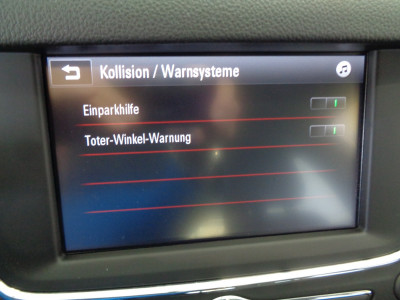 Kollision / Warnsysteme
Einparkhilfe
Toter-Winkel-Warnung